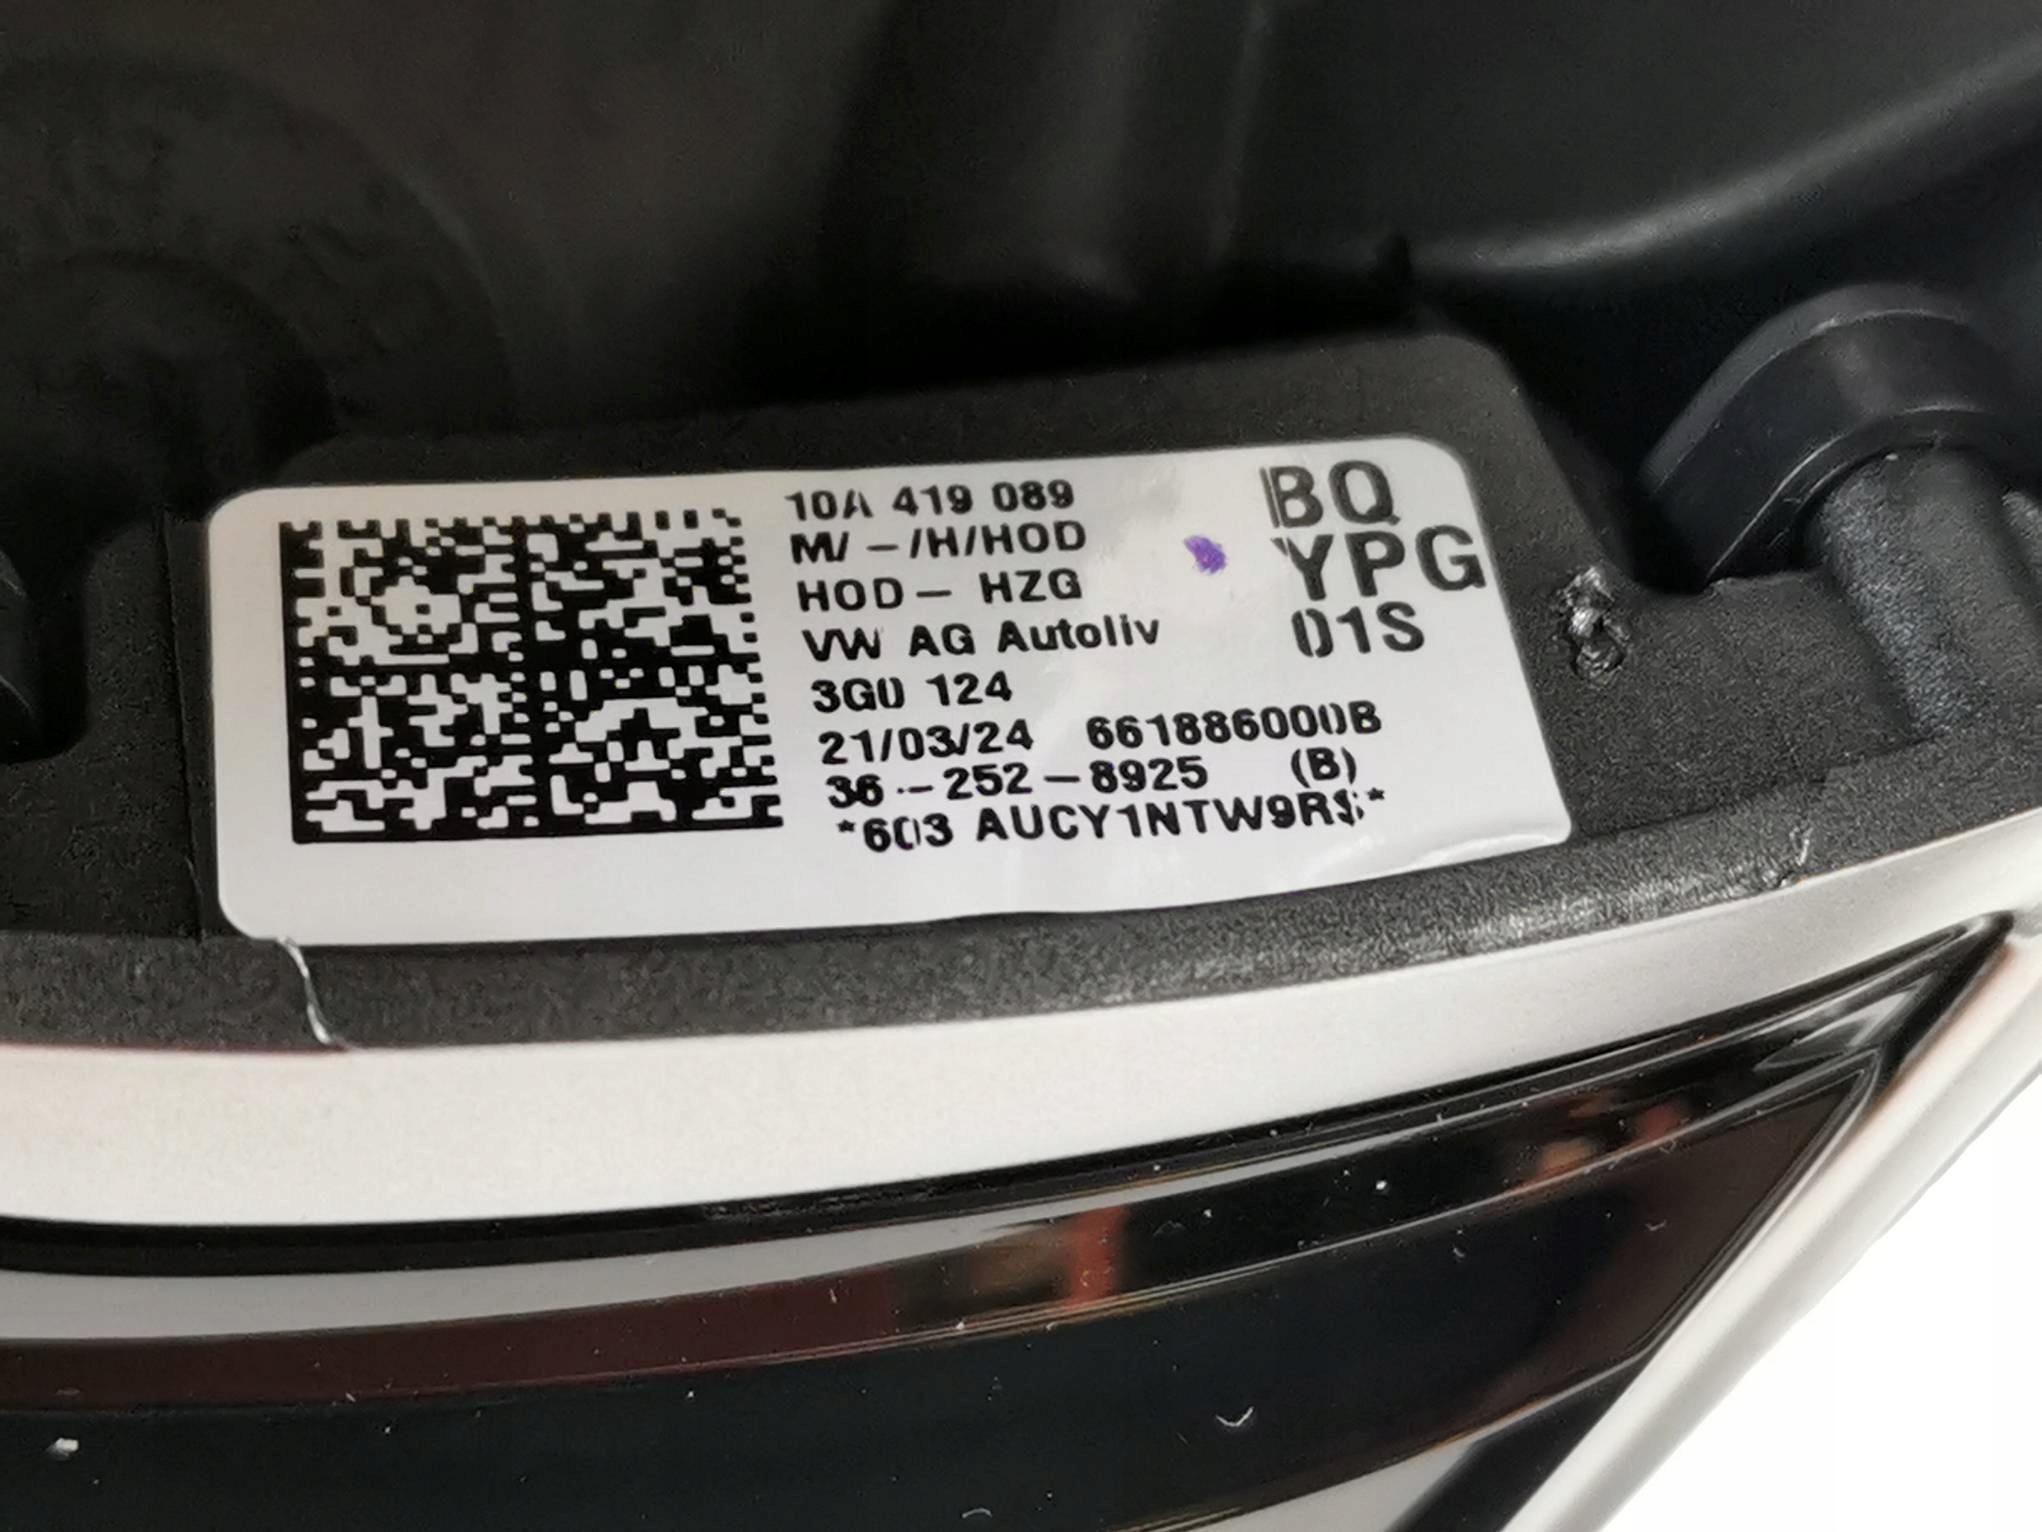 10A 419 089
M/ -/H/HOD
HOD- HZG
VW AG Autoliv
3G0 124
21/03/24 661886000B
36 -252-8925 (B)
*603 AUCY1NTW9RS*
BQ
YPG
01S